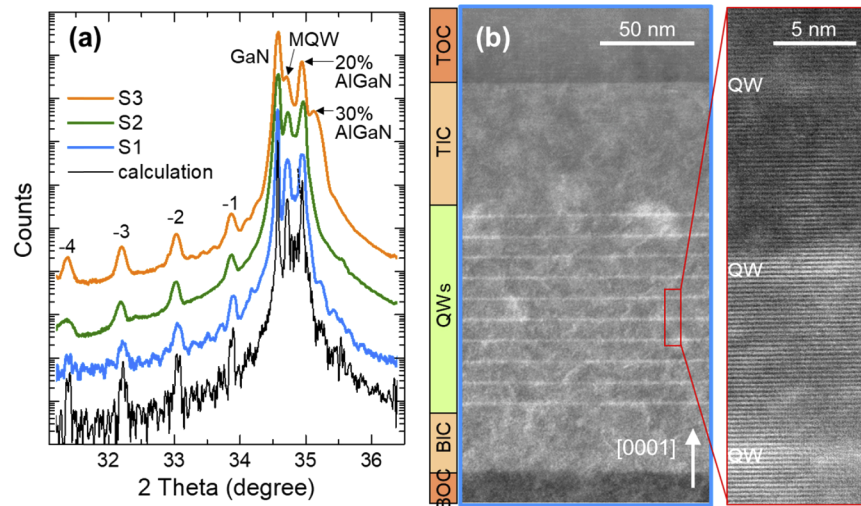 (a)
GaN
MQW
20%
AlGaN
30%
AlGaN
S3
S2
S1
calculation
-4
-3
-2
-1
Counts
32
33
34
35
36
2 Theta (degree)
TOC
TIC
QWs
BIC
BOC
(b)
50 nm
[0001]
5 nm
QW
QW
QW